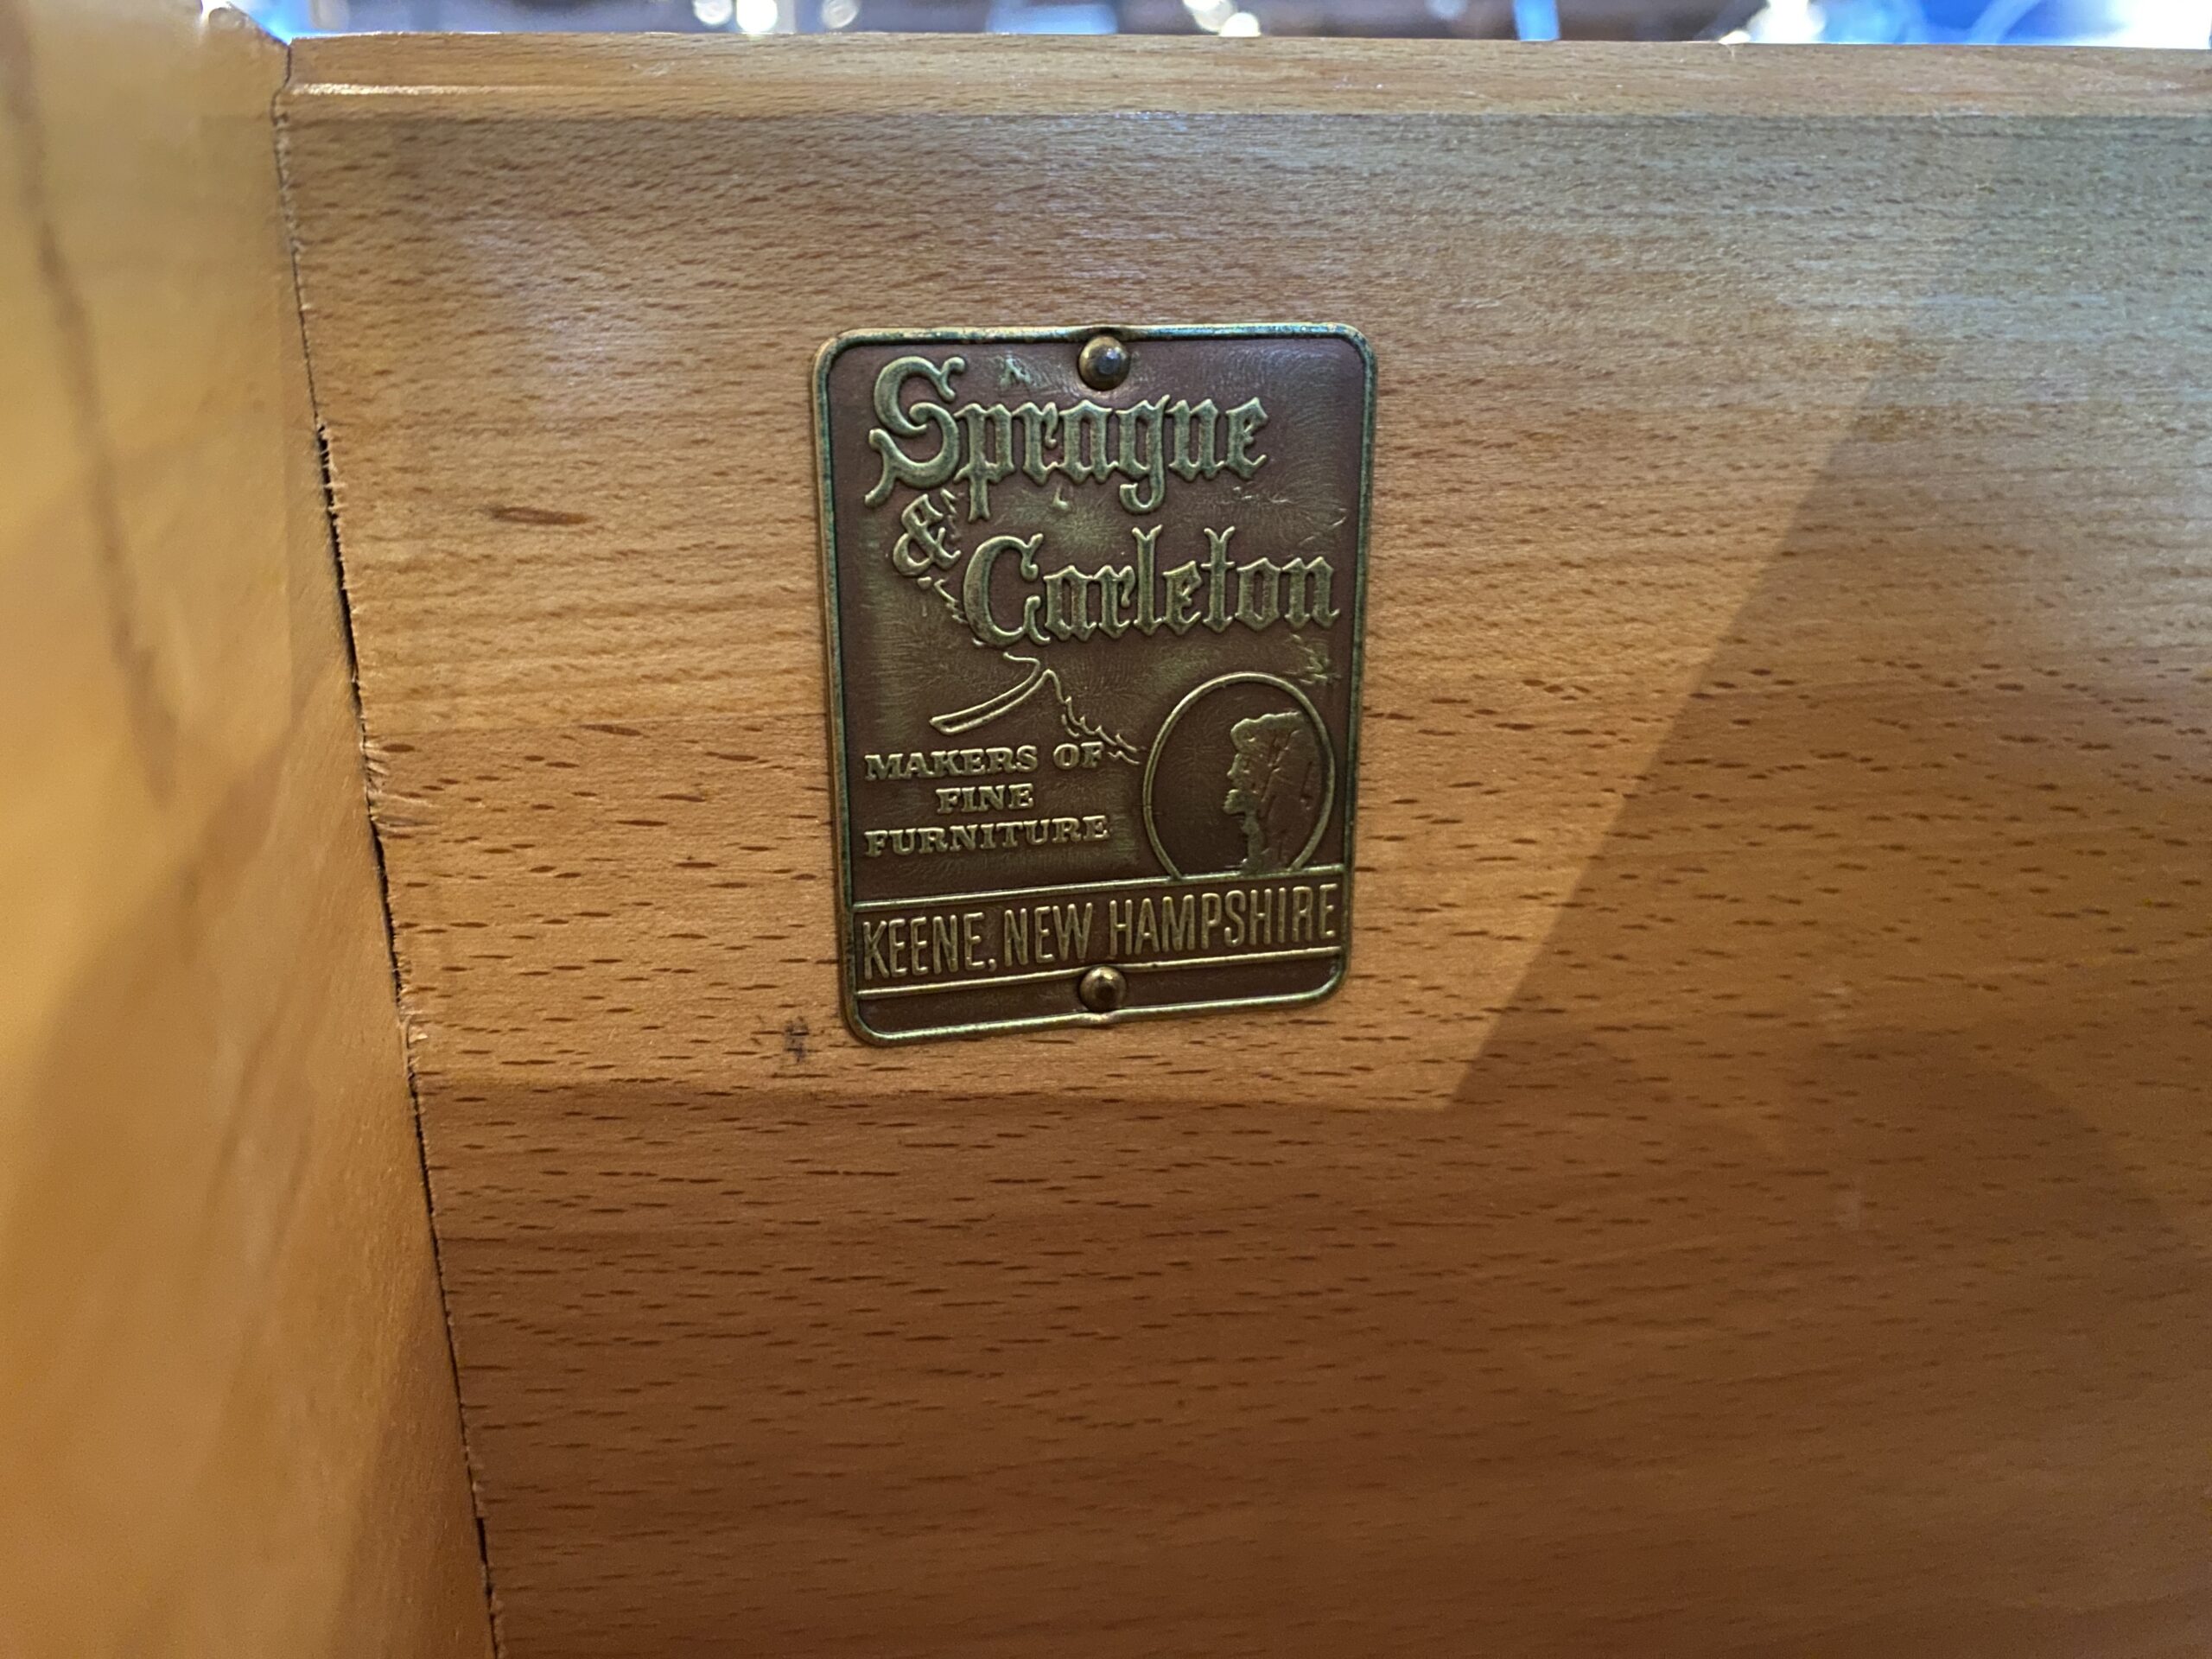 Sprague
& Carleton
MAKERS OF
FINE
FURNITURE
KEENE, NEW HAMPSHIRE